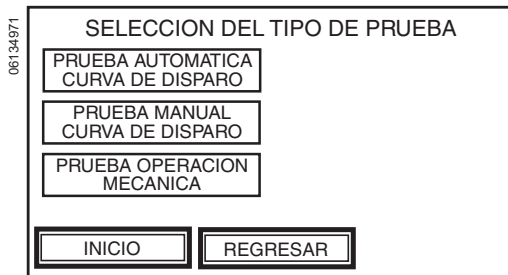 06134971
SELECCION DEL TIPO DE PRUEBA
PRUEBA AUTOMATICA
CURVA DE DISPARO
PRUEBA MANUAL
CURVA DE DISPARO
PRUEBA OPERACION
MECANICA
INICIO
REGRESAR